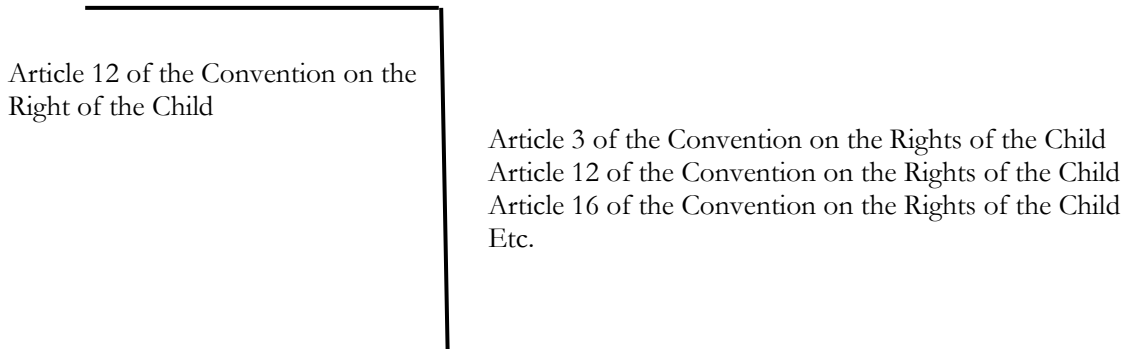 Article 12 of the Convention on the
Right of the Child
Article 3 of the Convention on the Rights of the Child
Article 12 of the Convention on the Rights of the Child
Article 16 of the Convention on the Rights of the Child
Etc.